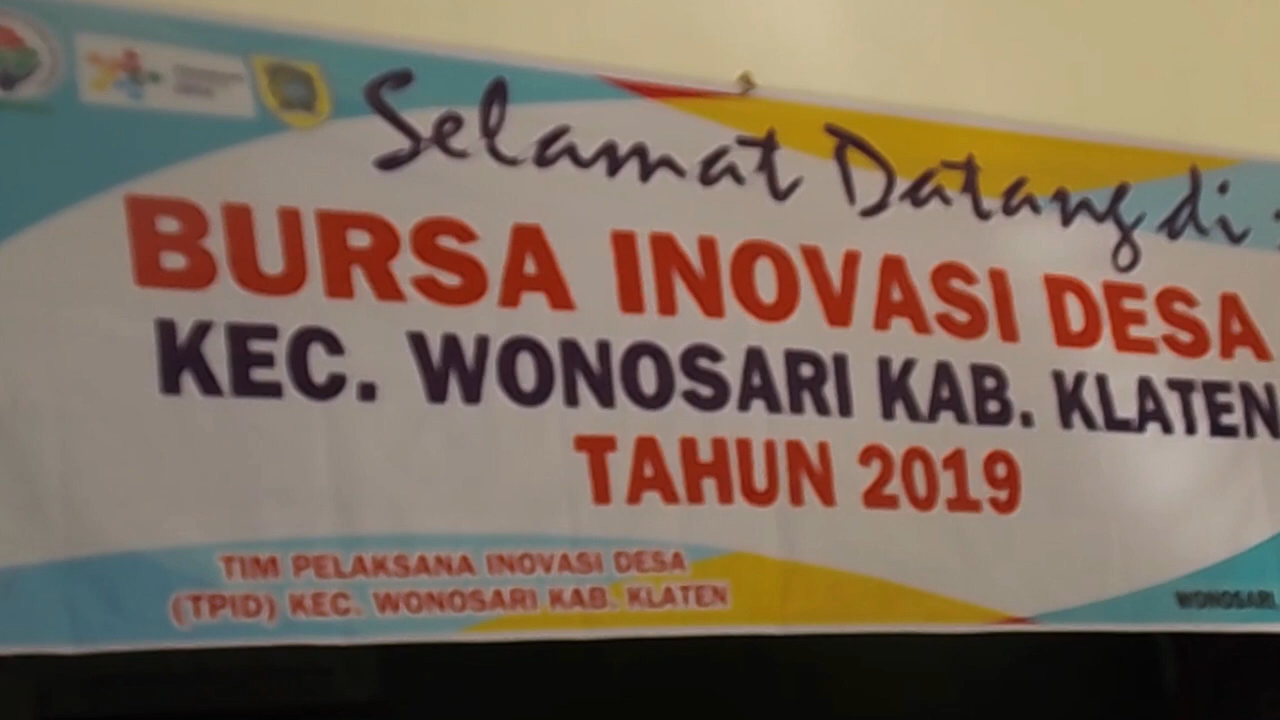 Selamat Datang di
BURSA INOVASI DESA
KEC. WONOSARI KAB. KLATEN
TAHUN 2019
TIM PELAKSANA INOVASI DESA
(TPID) KEC. WONOSARI KAB. KLATEN
WONOSARI